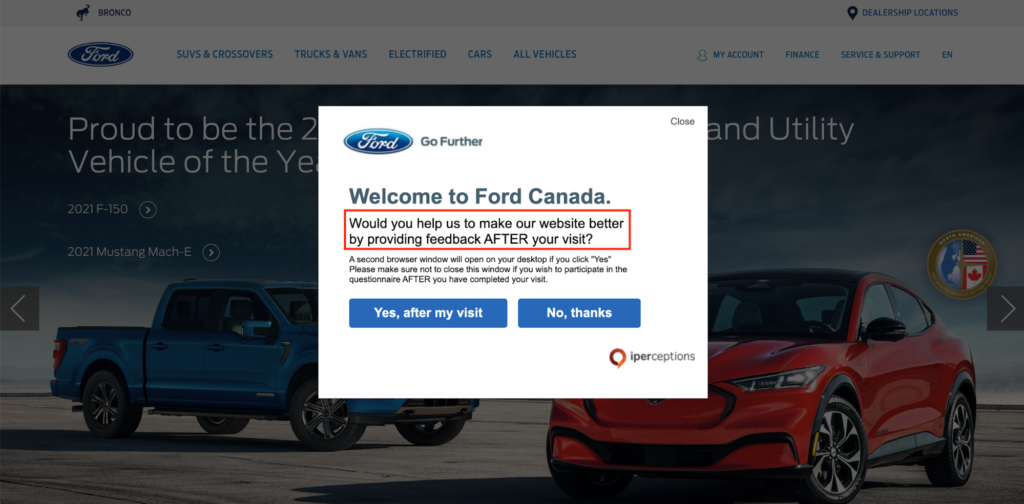 BRONCO
DEALERSHIP LOCATIONS
Ford
SUVS & CROSSOVERS
TRUCKS & VANS
ELECTRIFIED
CARS
ALL VEHICLES
MY ACCOUNT
FINANCE
SERVICE & SUPPORT
EN
Proud to be the 2
and Utility
Vehicle of the Yea
2021 F-150
2021 Mustang Mach-E
NORTH AMERICAN
Close
Ford Go Further
Welcome to Ford Canada.
Would you help us to make our website better
by providing feedback AFTER your visit?
A second browser window will open on your desktop if you click "Yes"
Please make sure not to close this window if you wish to participate in the
questionnaire AFTER you have completed your visit.
Yes, after my visit
No, thanks
iperceptions